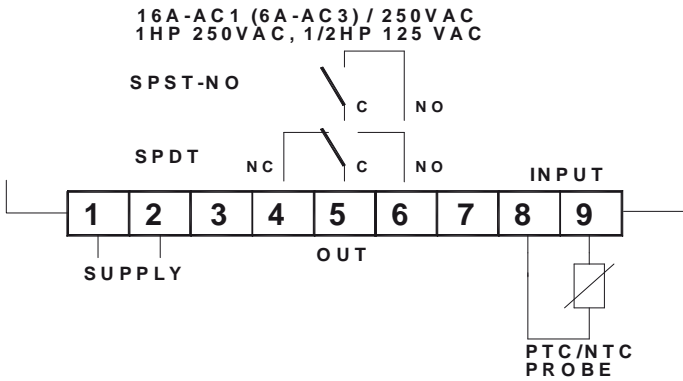 16A-AC1 (6A-AC3) / 250VAC
1HP 250VAC, 1/2HP 125 VAC
SPST-NO
C NO
SPDT
NC C NO
INPUT
1 2 3 4 5 6 7 8 9
OUT
SUPPLY
PTC/NTC
PROBE